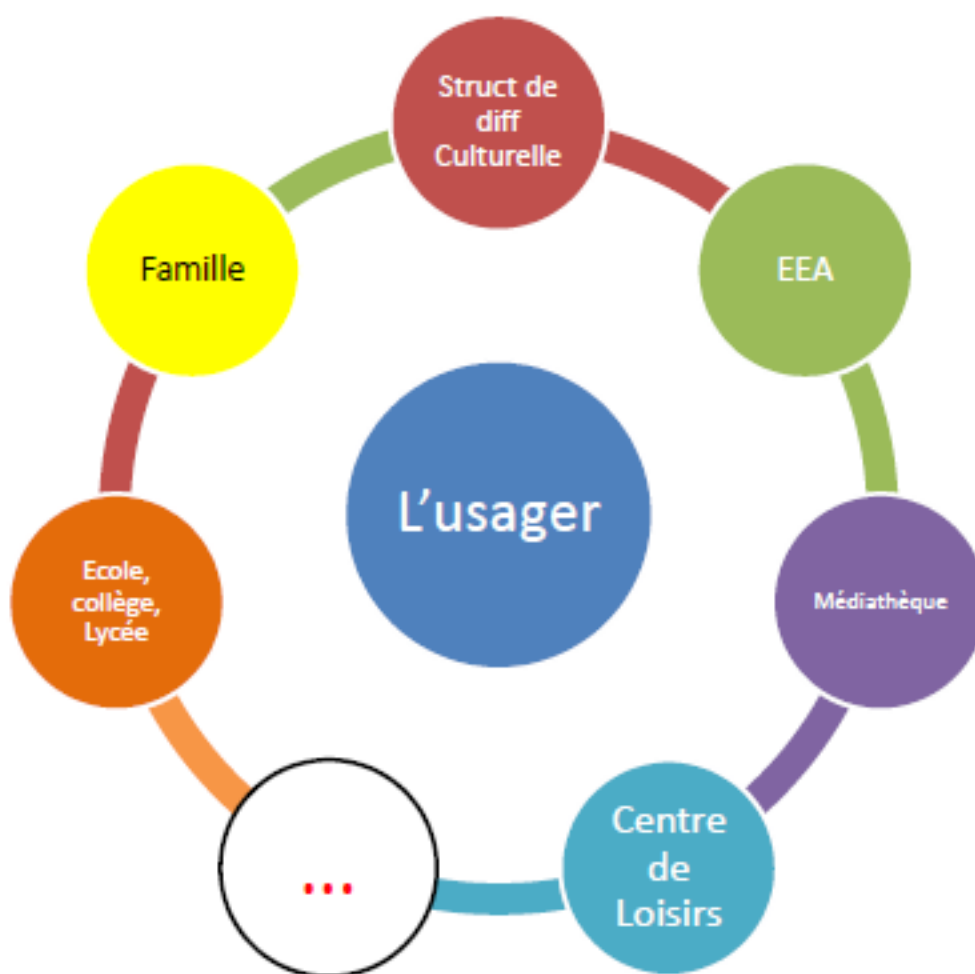 Struct de
diff
Culturelle
Famille
EEA
L'usager
Ecole,
collège,
Lycée
Médiathèque
...
Centre
de
Loisirs